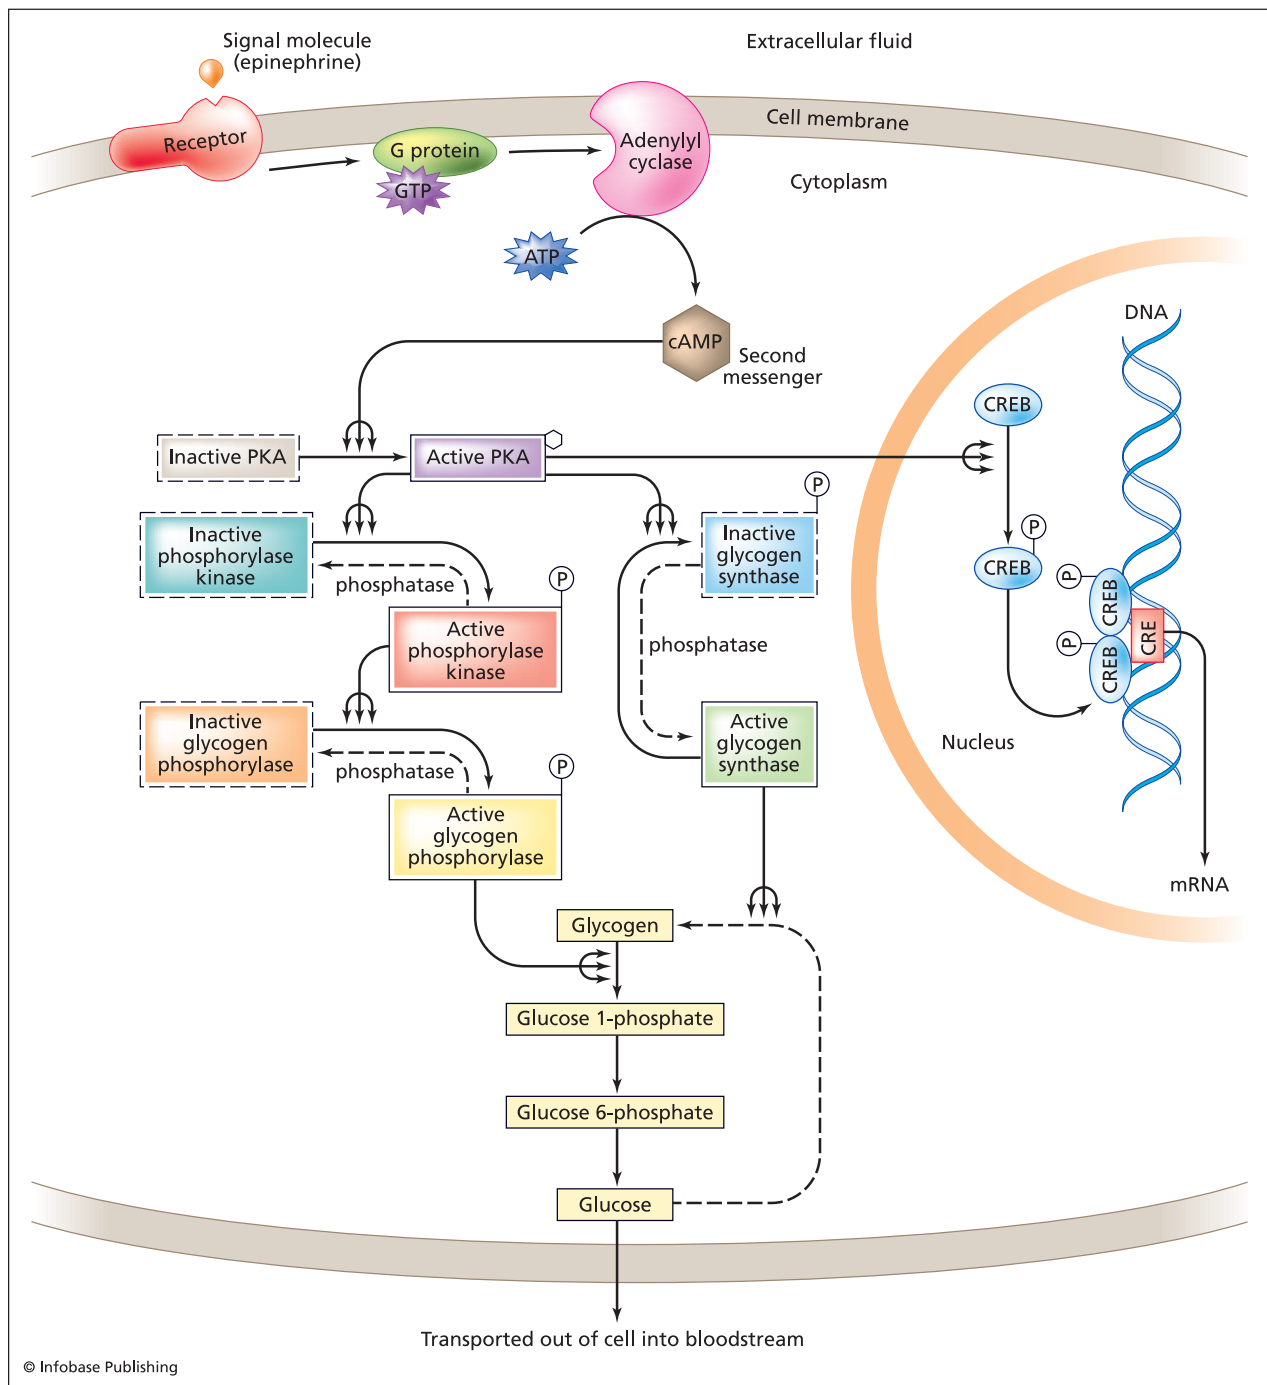 Signal molecule
(epinephrine)
Extracellular fluid
Cell membrane
Receptor
G protein
GTP
Adenylyl
cyclase
Cytoplasm
ATP
cAMP
Second
messenger
DNA
CREB
Inactive PKA
Active PKA
P
Inactive
phosphorylase
kinase
phosphatase
Inactive
glycogen
synthase
P
CREB
P
CREB
P
Active
phosphorylase
kinase
phosphatase
P
CREB
CRE
Inactive
glycogen
phosphorylase
phosphatase
Active
glycogen
synthase
Nucleus
P
Active
glycogen
phosphorylase
mRNA
Glycogen
Glucose 1-phosphate
Glucose 6-phosphate
Glucose
Transported out of cell into bloodstream
© Infobase Publishing